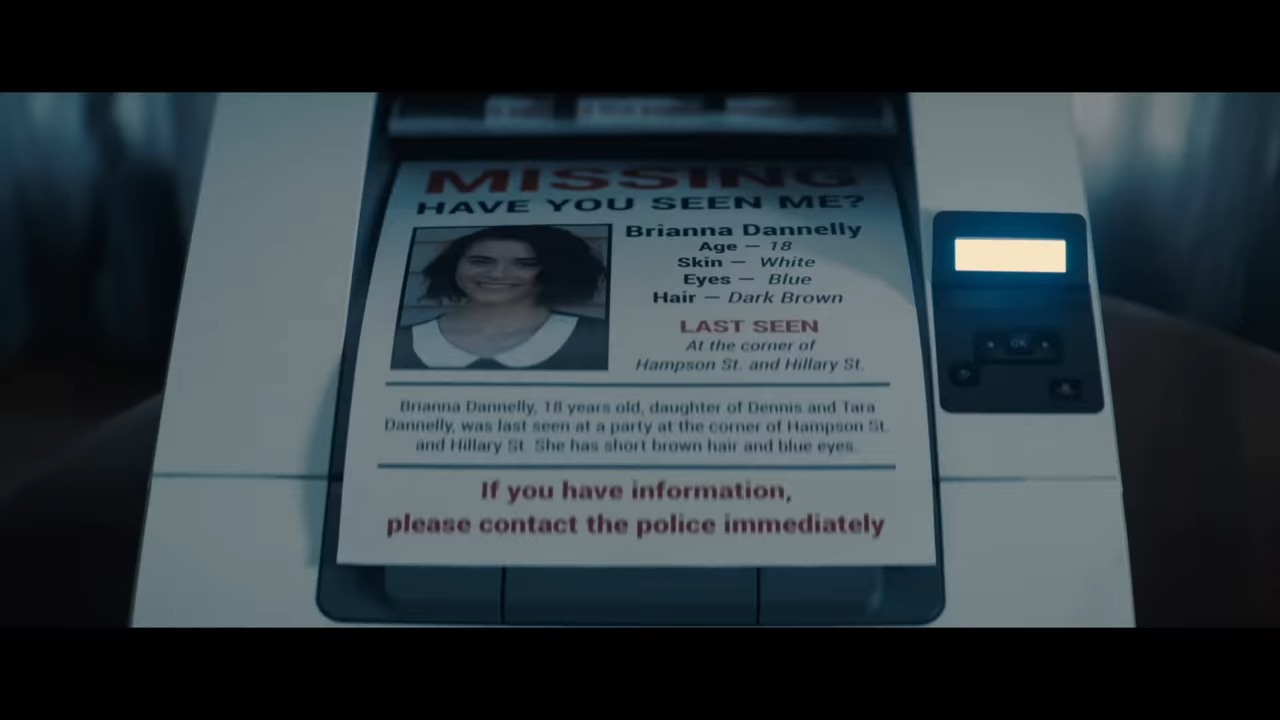 MISSING
HAVE YOU SEEN ME?
Brianna Dannelly
Age — 18
Skin — White
Eyes — Blue
Hair — Dark Brown
LAST SEEN
At the corner of
Hampson St. and Hillary St.
Brianna Dannelly, 18 years old, daughter of Dennis and Tara
Dannelly, was last seen at a party at the corner of Hampson St.
and Hillary St. She has short brown hair and blue eyes.
If you have information,
please contact the police immediately
OK